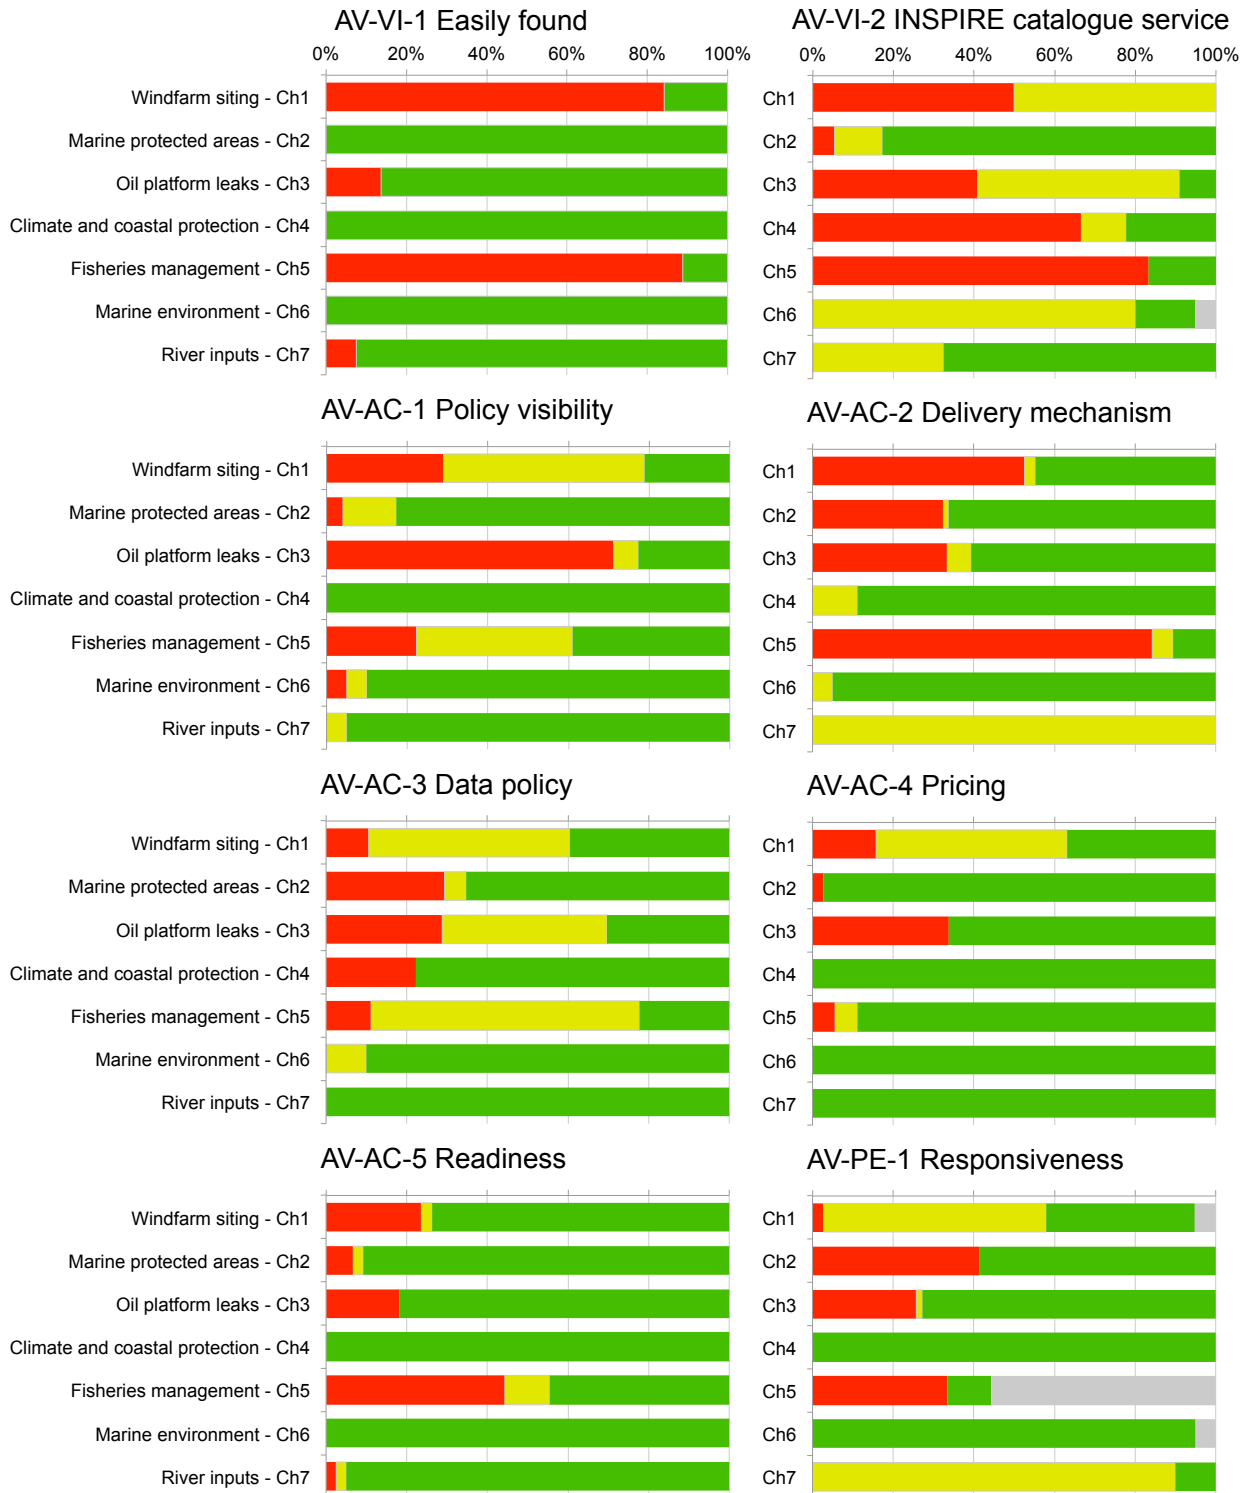 AV-VI-1 Easily found
0% 20% 40% 60% 80% 100%
Windfarm siting - Ch1
Marine protected areas - Ch2
Oil platform leaks - Ch3
Climate and coastal protection - Ch4
Fisheries management - Ch5
Marine environment - Ch6
River inputs - Ch7
AV-VI-2 INSPIRE catalogue service
0% 20% 40% 60% 80% 100%
Ch1
Ch2
Ch3
Ch4
Ch5
Ch6
Ch7
AV-AC-1 Policy visibility
Windfarm siting - Ch1
Marine protected areas - Ch2
Oil platform leaks - Ch3
Climate and coastal protection - Ch4
Fisheries management - Ch5
Marine environment - Ch6
River inputs - Ch7
AV-AC-2 Delivery mechanism
Ch1
Ch2
Ch3
Ch4
Ch5
Ch6
Ch7
AV-AC-3 Data policy
Windfarm siting - Ch1
Marine protected areas - Ch2
Oil platform leaks - Ch3
Climate and coastal protection - Ch4
Fisheries management - Ch5
Marine environment - Ch6
River inputs - Ch7
AV-AC-4 Pricing
Ch1
Ch2
Ch3
Ch4
Ch5
Ch6
Ch7
AV-AC-5 Readiness
Windfarm siting - Ch1
Marine protected areas - Ch2
Oil platform leaks - Ch3
Climate and coastal protection - Ch4
Fisheries management - Ch5
Marine environment - Ch6
River inputs - Ch7
AV-PE-1 Responsiveness
Ch1
Ch2
Ch3
Ch4
Ch5
Ch6
Ch7